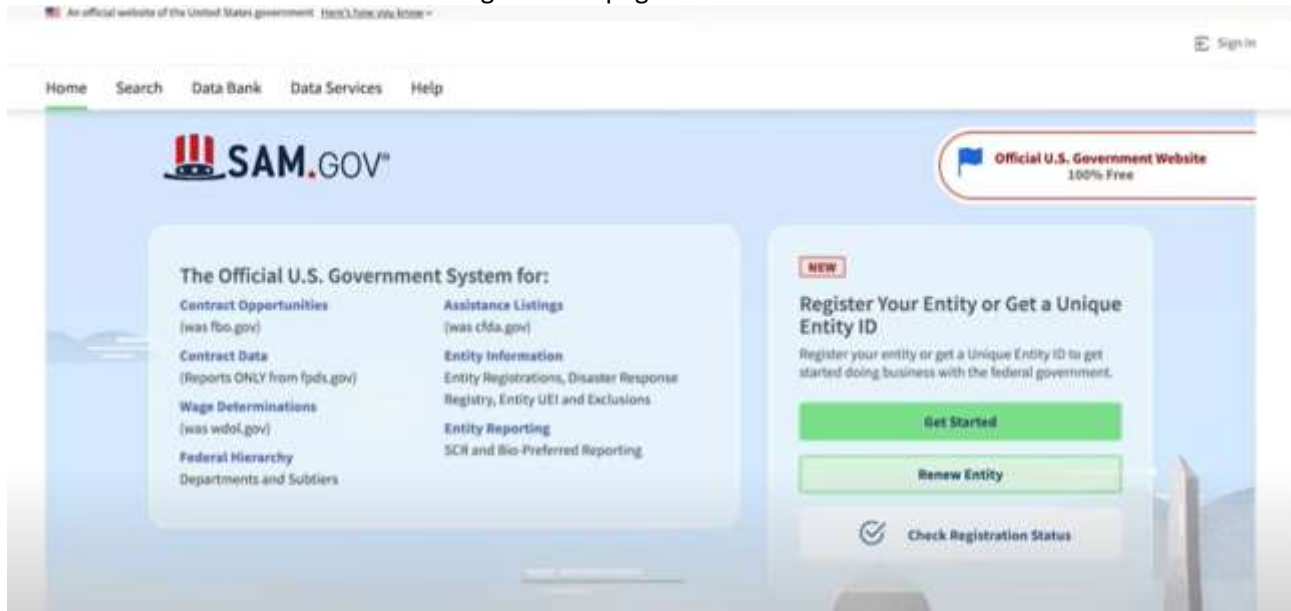 An official website of the United States government Here's how you know
Sign In
Home Search Data Bank Data Services Help
SAM.GOV®
Official U.S. Government Website
100% Free
The Official U.S. Government System for:
Contract Opportunities
(was fbo.gov)
Contract Data
(Reports ONLY from fpds.gov)
Wage Determinations
(was wdol.gov)
Federal Hierarchy
Departments and Subtiers
Assistance Listings
(was cfda.gov)
Entity Information
Entity Registrations, Disaster Response
Registry, Entity UEI and Exclusions
Entity Reporting
SCR and Bio-Preferred Reporting
NEW
Register Your Entity or Get a Unique
Entity ID
Register your entity or get a Unique Entity ID to get
started doing business with the federal government.
Get Started
Renew Entity
Check Registration Status